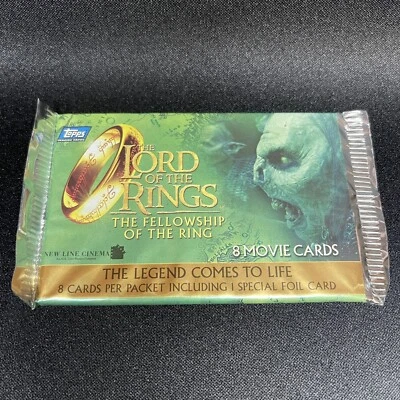 Topps
THE
LORD
OF THE
RINGS
THE FELLOWSHIP
OF THE RING
8 MOVIE CARDS
NEW LINE CINEMA
THE LEGEND COMES TO LIFE
8 CARDS PER PACKET INCLUDING 1 SPECIAL FOIL CARD